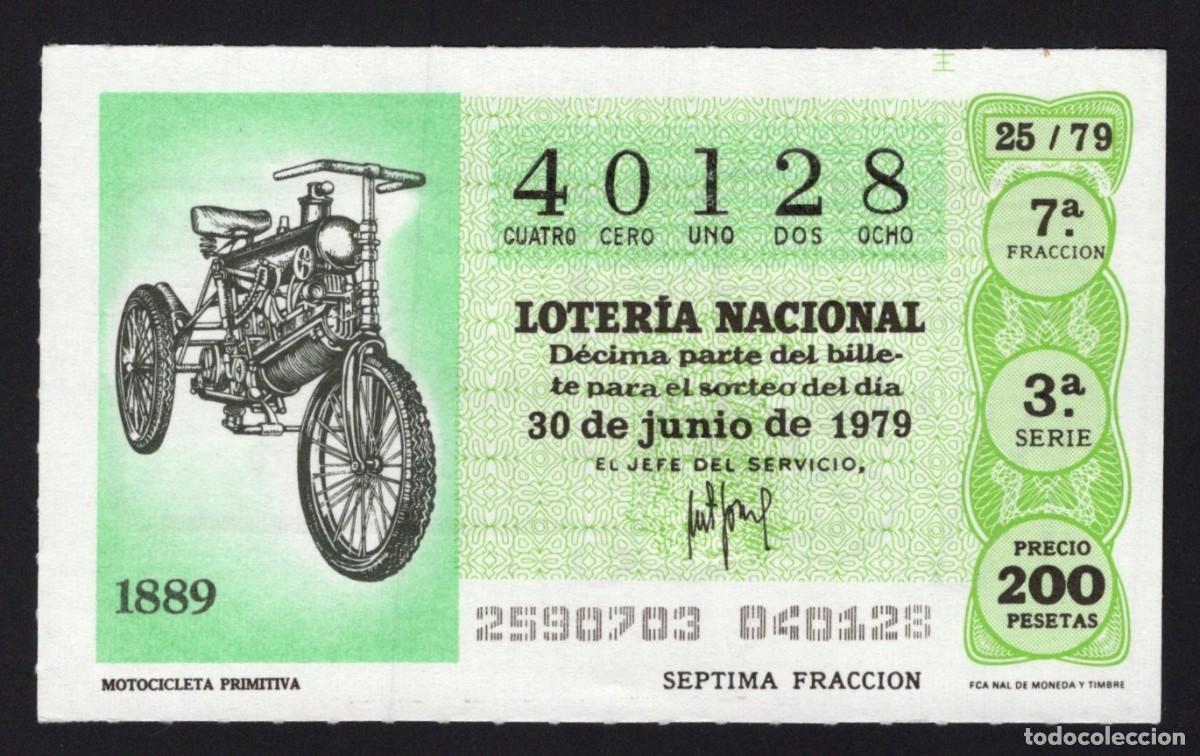 25 / 79
40128
CUATRO CERO UNO DOS OCHO
7ª.
FRACCION
LOTERÍA NACIONAL
Décima parte del bille-
te para el sorteo del día
30 de junio de 1979
EL JEFE DEL SERVICIO,
3ª.
SERIE
PRECIO
200
PESETAS
1889
2590703 040128
MOTOCICLETA PRIMITIVA
SEPTIMA FRACCION
FCA NAL DE MONEDA Y TIMBRE
todocoleccion